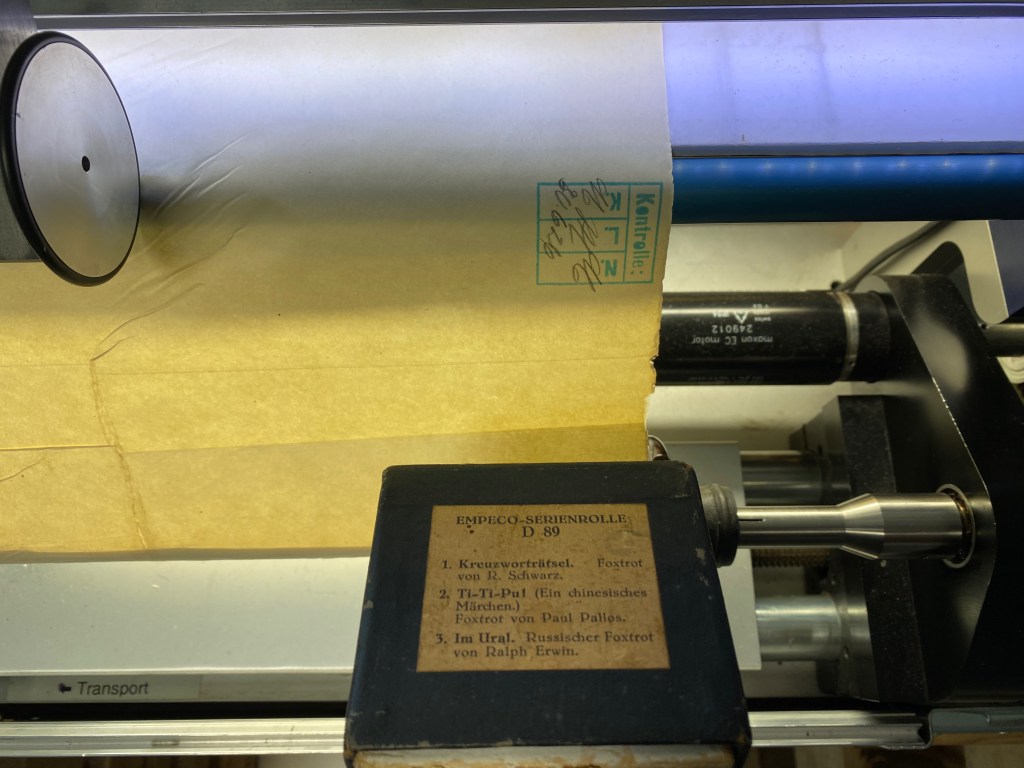 Kontrolle:
K L N.
maxon EC motor
249012
swiss
EMPECO-SERIENROLLE
D 89
1. Kreuzworträtsel. Foxtrot
von R. Schwarz.
2. Ti-Ti-Pu! (Ein chinesisches
Märchen.)
Foxtrot von Paul Pallos.
3. Im Ural. Russischer Foxtrot
von Ralph Erwin.
Transport